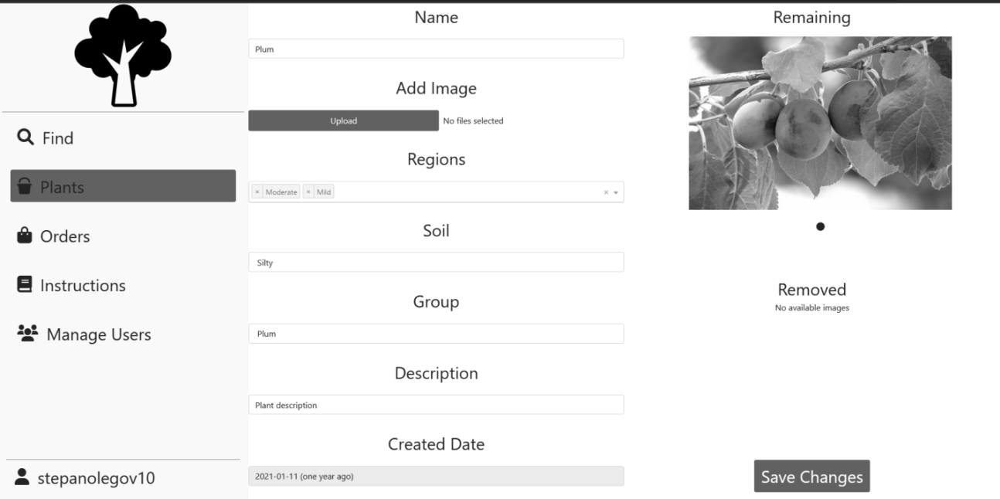 Find
Plants
Orders
Instructions
Manage Users
stepanolegov10
Name
Plum
Add Image
Upload No files selected
Regions
× Moderate × Mild ×
Soil
Silty
Group
Plum
Description
Plant description
Created Date
2021-01-11 (one year ago)
Remaining
Removed
No available images
Save Changes